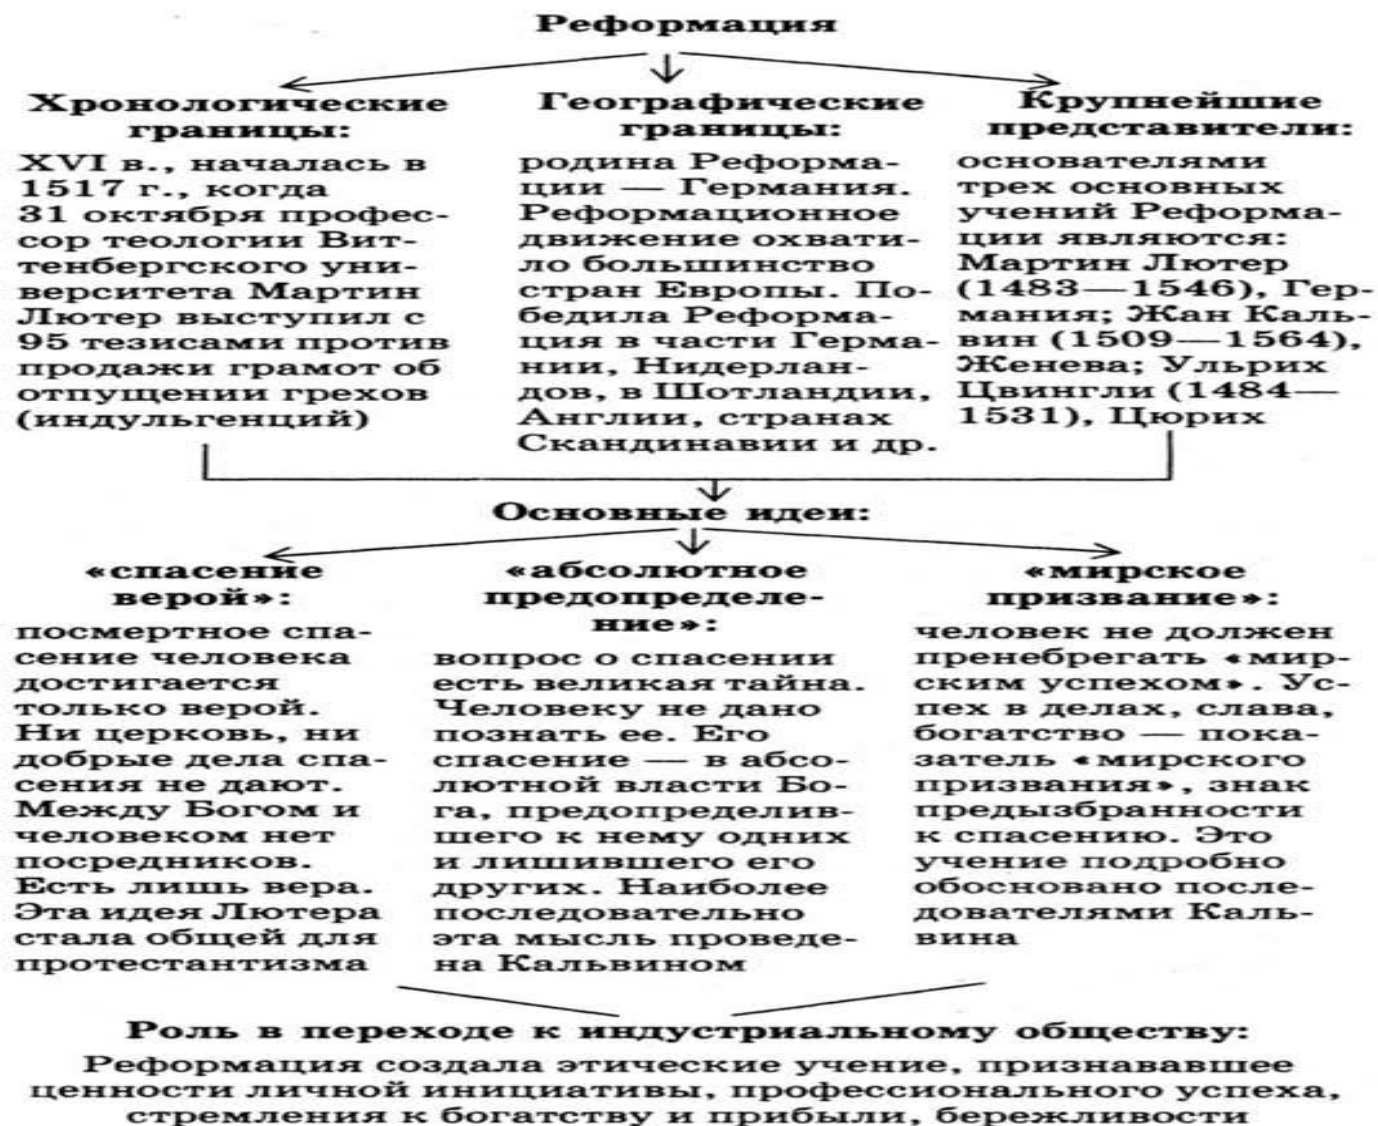 Реформация
Хронологические
границы:
XVI в., началась в
1517 г., когда
31 октября профес-
сор теологии Вит-
тенбергского уни-
верситета Мартин
Лютер выступил с
95 тезисами против
продажи грамот об
отпущении грехов
(индульгенций)
Географические
границы:
родина Реформа-
ции — Германия.
Реформационное
движение охвати-
ло большинство
стран Европы. По-
бедила Реформа-
ция в части Герма-
нии, Нидерлан-
дов, в Шотландии,
Англии, странах
Скандинавии и др.
Крупнейшие
представители:
основателями
трех основных
учений Реформа-
ции являются:
Мартин Лютер
(1483—1546), Гер-
мания; Жан Каль-
вин (1509—1564),
Женева; Ульрих
Цвингли (1484—
1531), Цюрих
Основные идеи:
«спасение
верой»:
посмертное спа-
сение человека
достигается
только верой.
Ни церковь, ни
добрые дела спа-
сения не дают.
Между Богом и
человеком нет
посредников.
Есть лишь вера.
Эта идея Лютера
стала общей для
протестантизма
«абсолютное
предопределе-
ние»:
вопрос о спасении
есть великая тайна.
Человеку не дано
познать ее. Его
спасение — в абсо-
лютной власти Бо-
га, предопределив-
шего к нему одних
и лишившего его
других. Наиболее
последовательно
эта мысль проведе-
на Кальвином
«мирское
призвание»:
человек не должен
пренебрегать «мир-
ским успехом». Ус-
пех в делах, слава,
богатство — пока-
затель «мирского
призвания», знак
предызбранности
к спасению. Это
учение подробно
обосновано после-
дователями Каль-
вина
Роль в переходе к индустриальному обществу:
Реформация создала этические учение, признававшее
ценности личной инициативы, профессионального успеха,
стремления к богатству и прибыли, бережливости